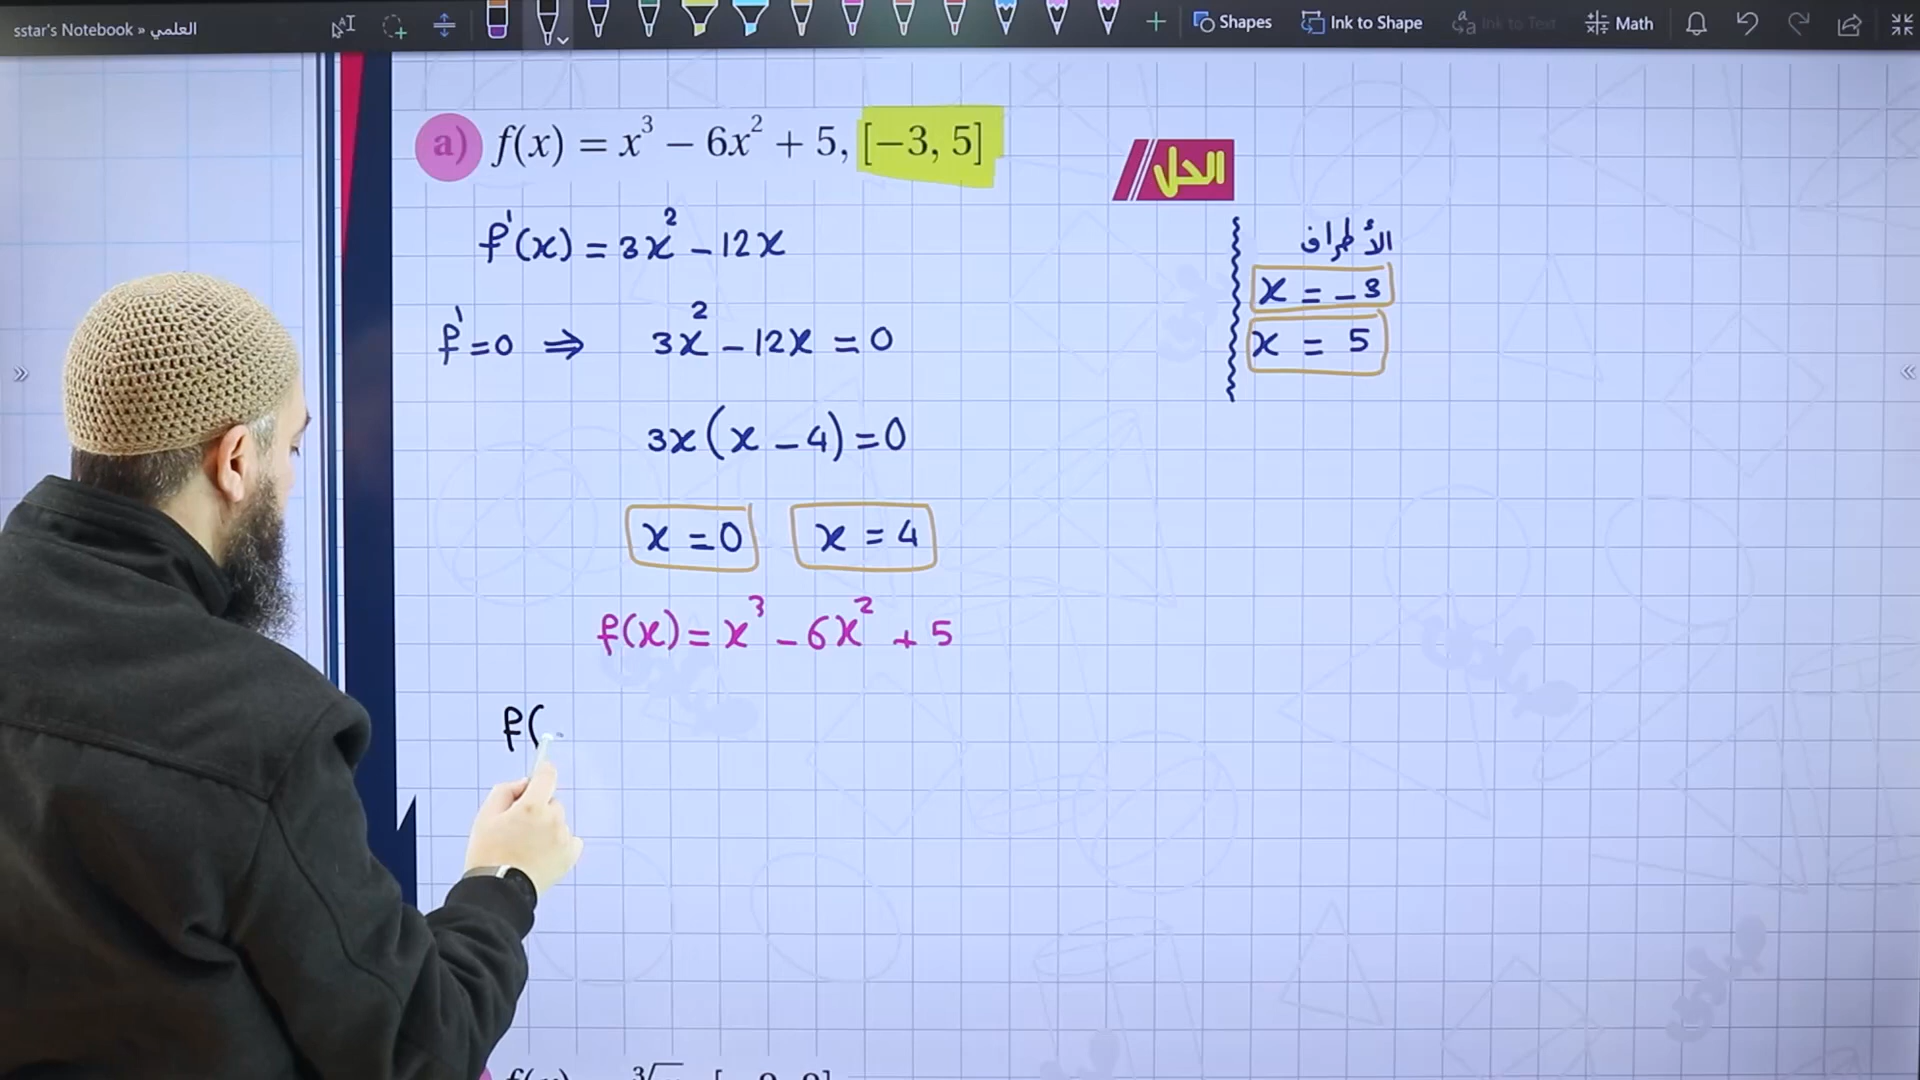 sstar's Notebook » العلمي
Shapes
Ink to Shape
Ink to Text
Math
a) f(x) = x³ − 6x² + 5, [−3, 5]
الحل
f'(x) = 3x² − 12x
f' = 0 ⇒ 3x² − 12x = 0
3x(x − 4) = 0
x = 0
x = 4
f(x) = x³ − 6x² + 5
f(
الأطراف
x = −3
x = 5